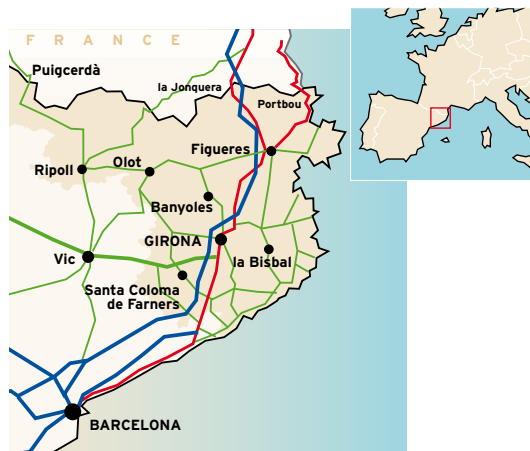 FRANCE
Puigcerdà
la Jonquera
Portbou
Figueres
Olot
Ripoll
Banyoles
GIRONA
la Bisbal
Vic
Santa Coloma
de Farners
BARCELONA